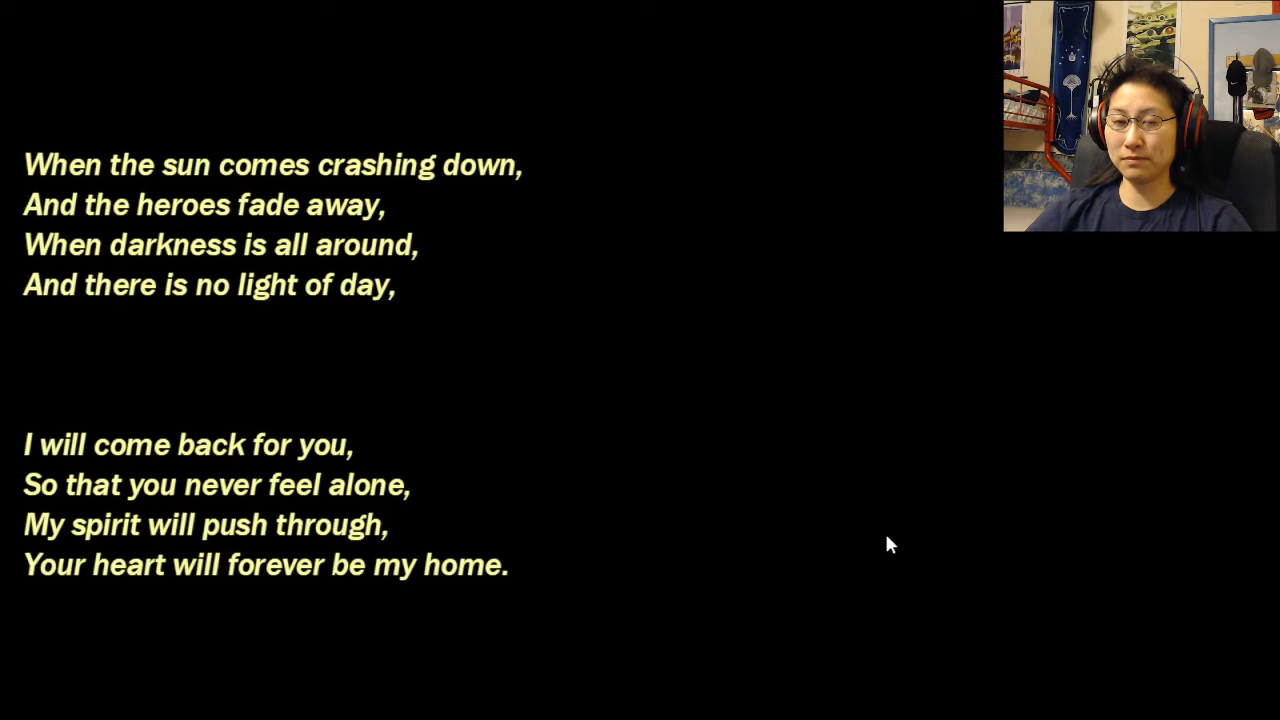 When the sun comes crashing down,
And the heroes fade away,
When darkness is all around,
And there is no light of day,
I will come back for you,
So that you never feel alone,
My spirit will push through,
Your heart will forever be my home.